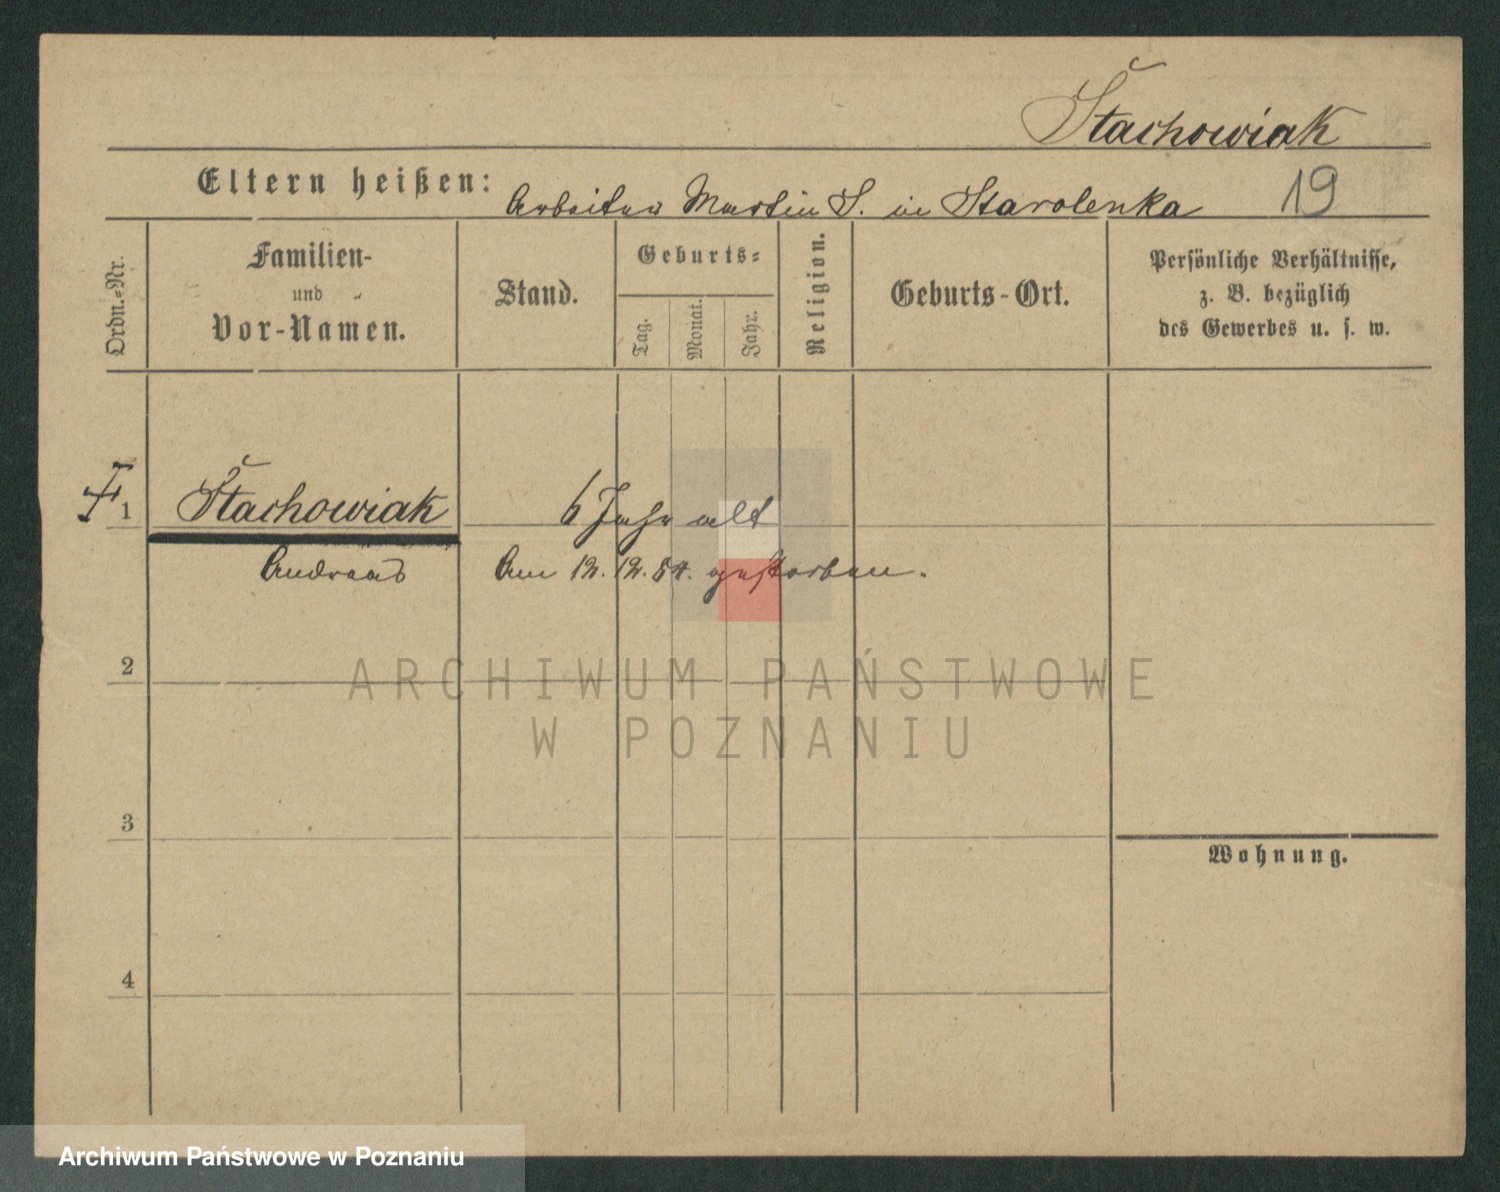 Stachowiak
Eltern heißen: Arbeiter Martin S. in Starolenka 19
Ordn.-Nr.
Familien-
und
Vor-Namen.
Stand.
Geburts-
Tag.
Monat.
Jahr.
Religion.
Geburts-Ort.
Persönliche Verhältnisse,
z. B. bezüglich
des Gewerbes u. s. w.
1 Stachowiak 6 Jahr alt
Andreas Am 12. 12. 54. gestorben.
2
3
Wohnung.
4
ARCHIWUM PAŃSTWOWE
W POZNANIU
Archiwum Państwowe w Poznaniu